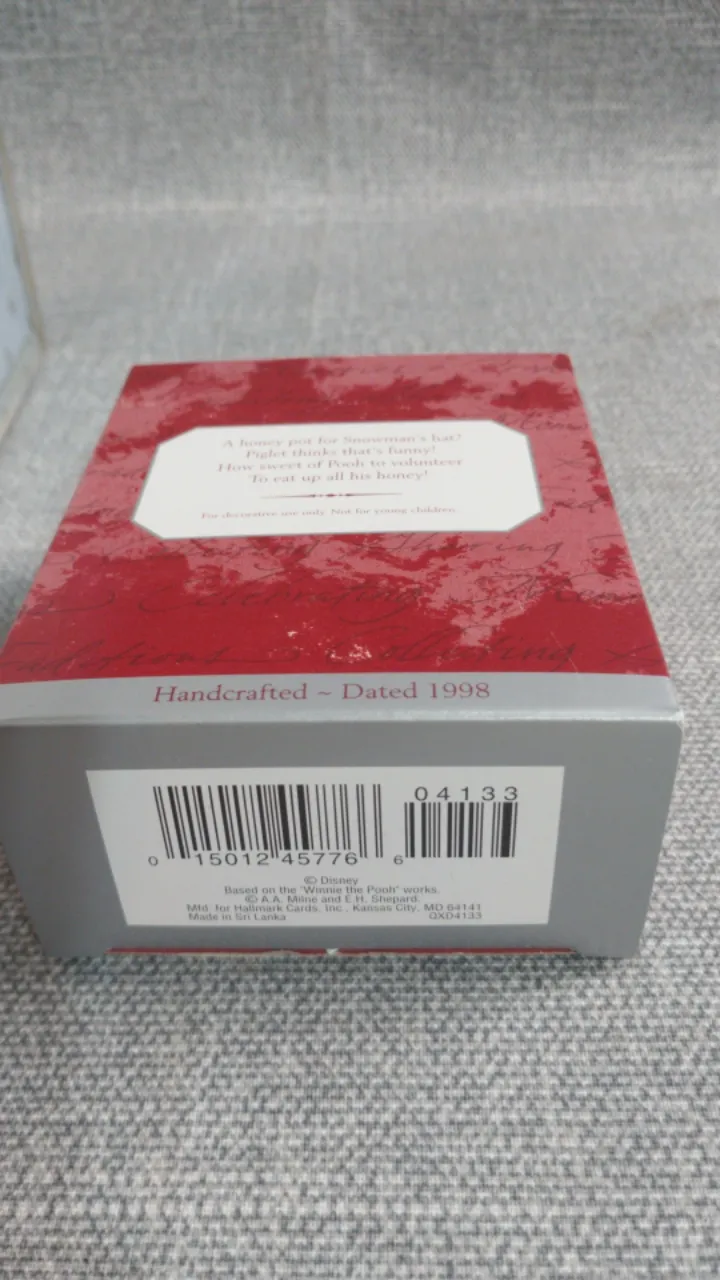 A honey pot for Snowman's hat?
Piglet thinks that's funny!
How sweet of Pooh to volunteer
To eat up all his honey!
For decorative use only. Not for young children.
Celebrating
Collecting
Handcrafted ~ Dated 1998
04133
0 15012 45776 6
© Disney
Based on the "Winnie the Pooh" works.
© A.A. Milne and E.H. Shepard.
Mfd. for Hallmark Cards, Inc., Kansas City, MO 64141
Made in Sri Lanka QXD4133